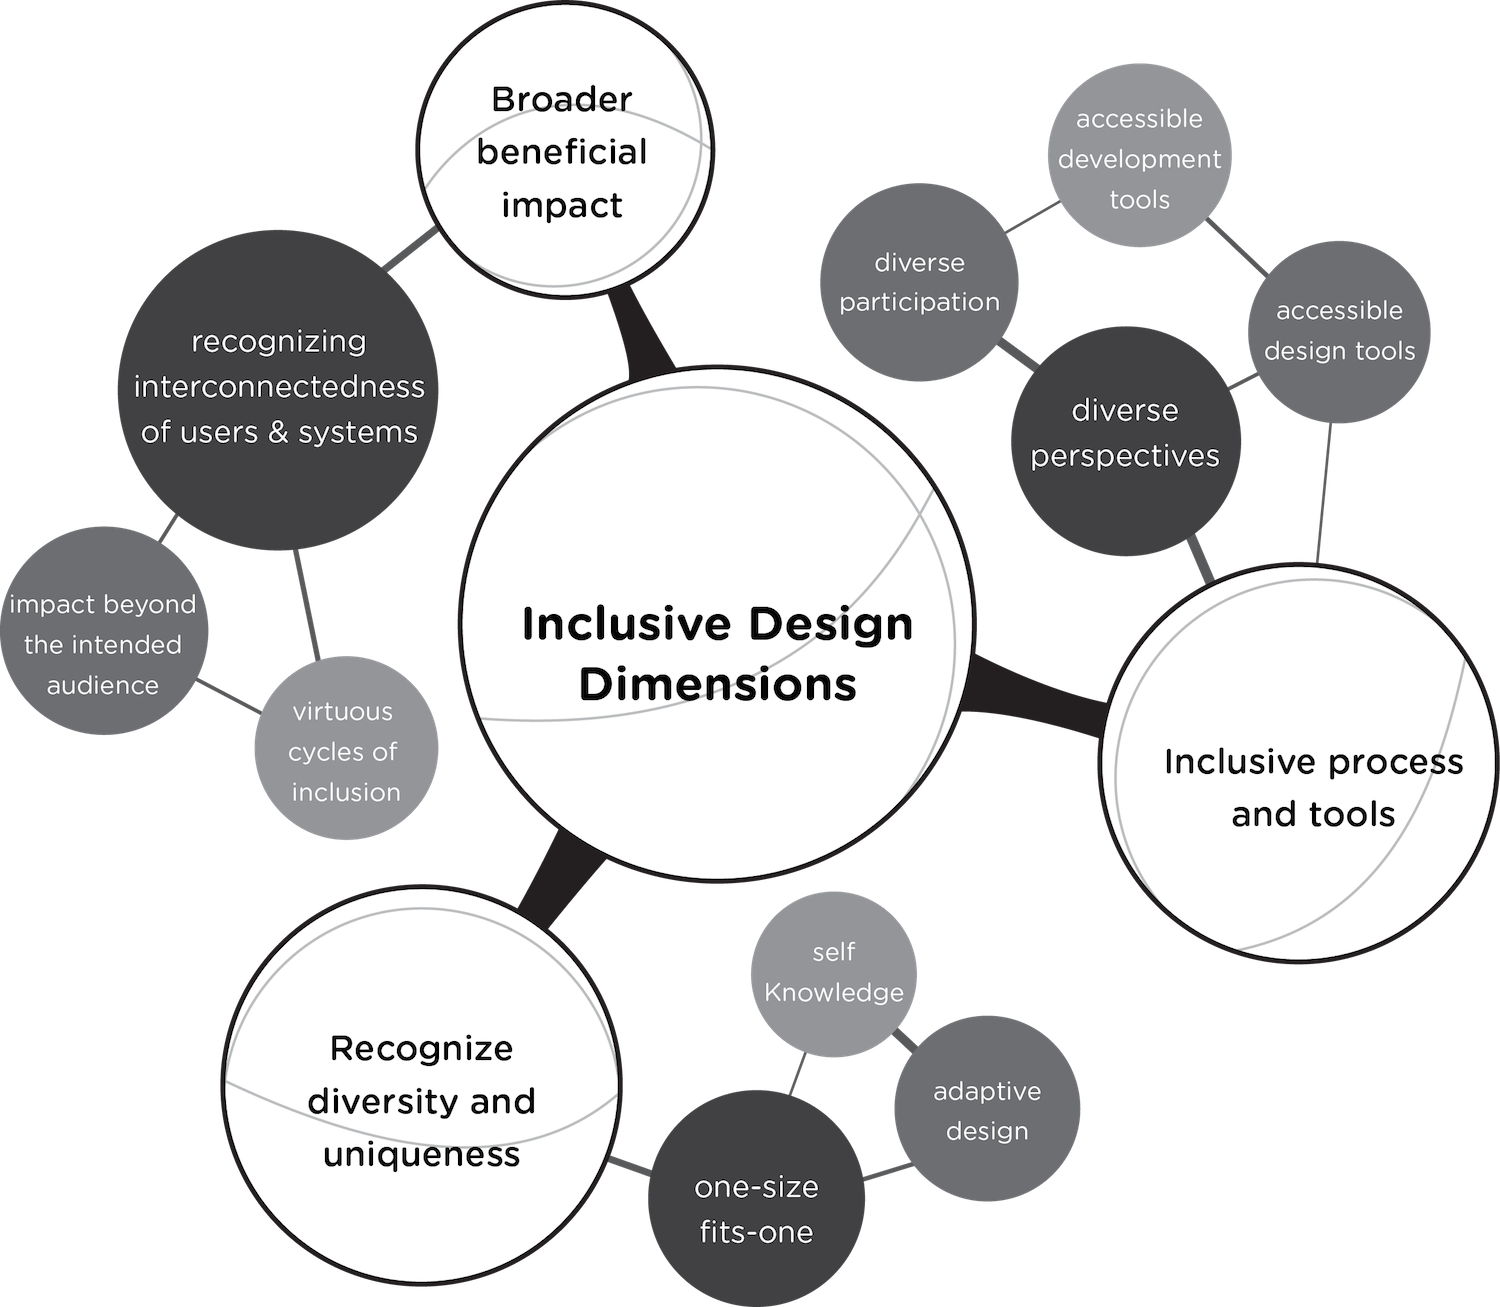 Broader
beneficial
impact
recognizing
interconnectedness
of users & systems
impact beyond
the intended
audience
virtuous
cycles of
inclusion
Inclusive Design
Dimensions
accessible
development
tools
diverse
participation
accessible
design tools
diverse
perspectives
Inclusive process
and tools
Recognize
diversity and
uniqueness
self
Knowledge
adaptive
design
one-size
fits-one